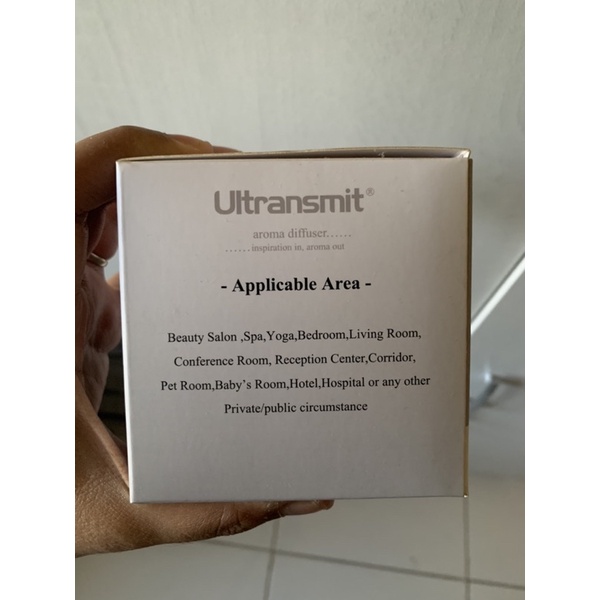 Ultransmit®
aroma diffuser......
......inspiration in, aroma out
- Applicable Area -
Beauty Salon ,Spa,Yoga,Bedroom,Living Room,
Conference Room, Reception Center,Corridor,
Pet Room,Baby's Room,Hotel,Hospital or any other
Private/public circumstance